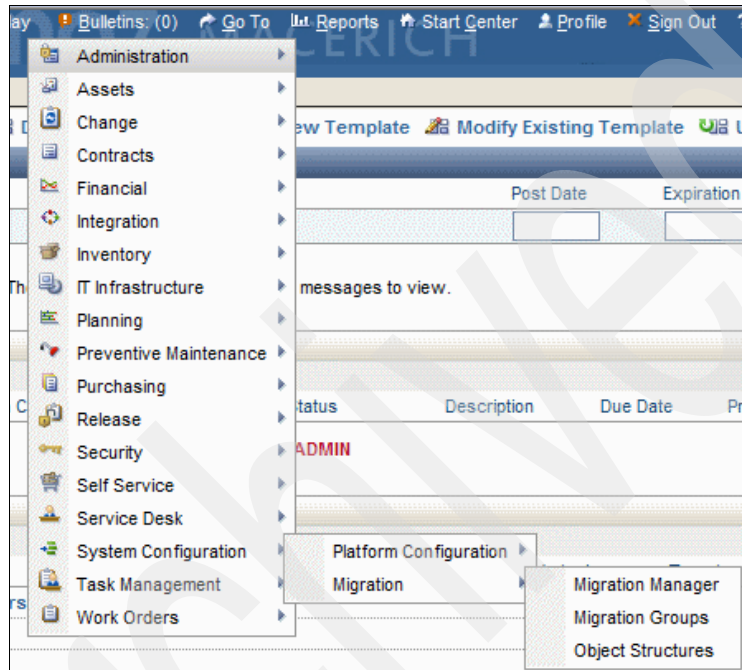 Bulletins: (0) Go To Reports Start Center Profile Sign Out ?
MACERICH
Administration
Assets
Change
ew Template Modify Existing Template
Contracts
Financial
Post Date Expiration
Integration
Inventory
IT Infrastructure
messages to view.
Planning
Preventive Maintenance
Purchasing
Release
tatus Description Due Date Pr
Security
ADMIN
Self Service
Service Desk
System Configuration
Platform Configuration
Task Management
Migration
Migration Manager
Work Orders
Migration Groups
Object Structures